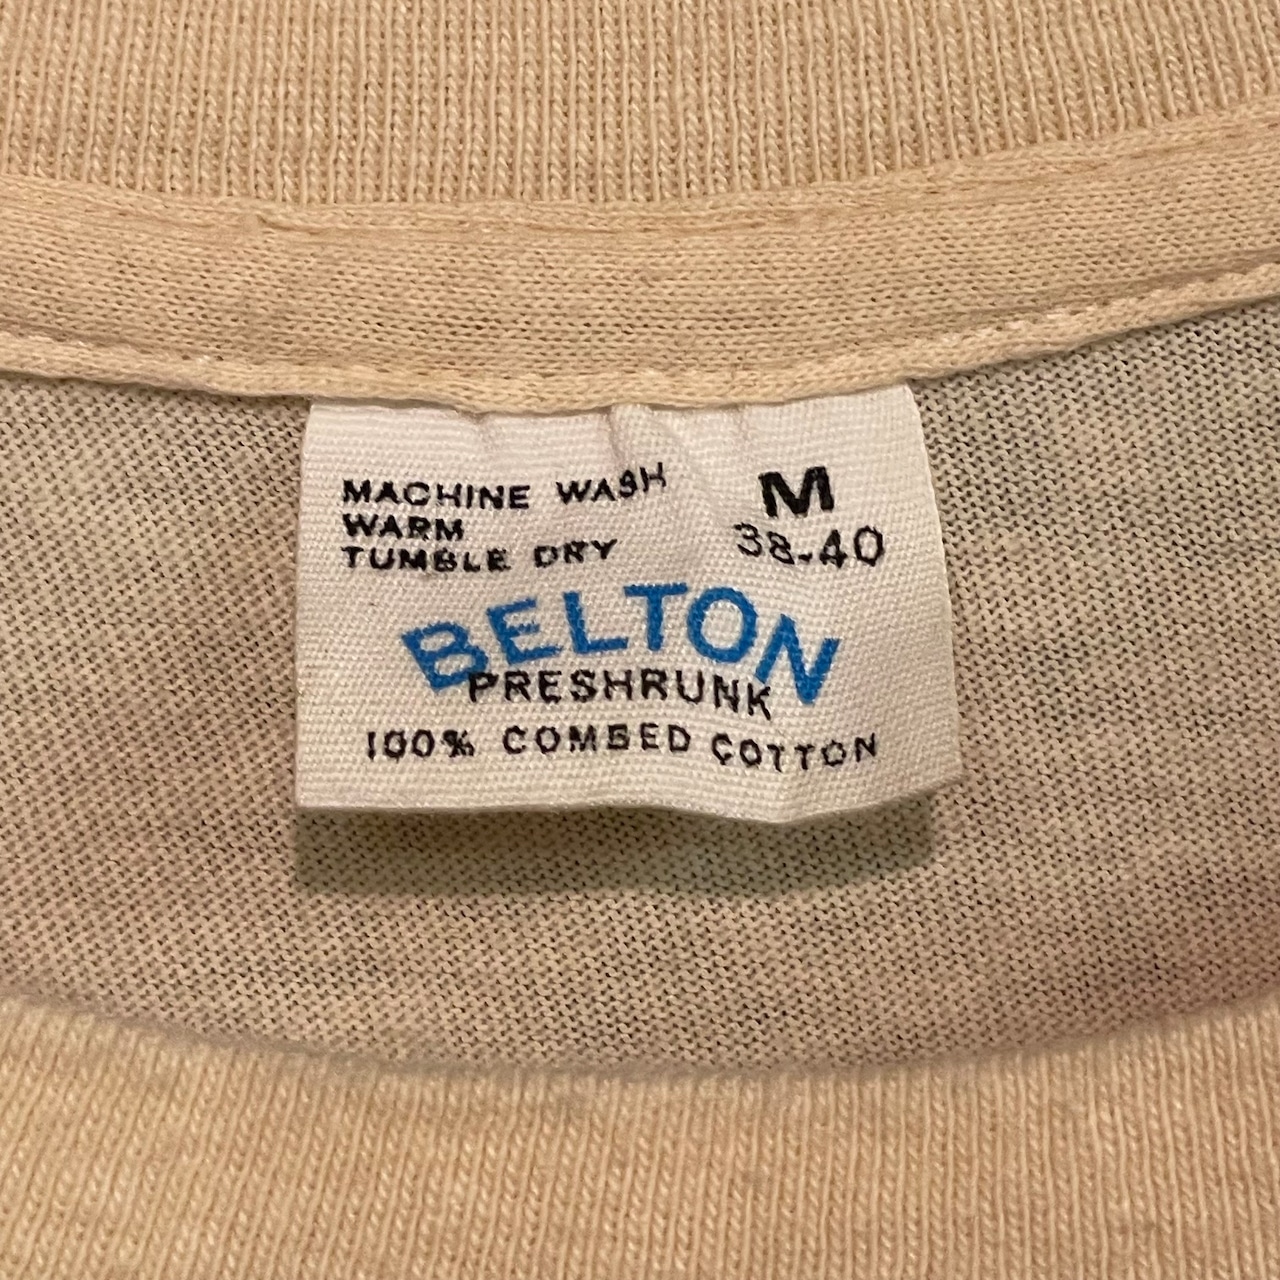 MACHINE WASH
WARM
TUMBLE DRY
M
38-40
BELTON
PRESHRUNK
100% COMBED COTTON